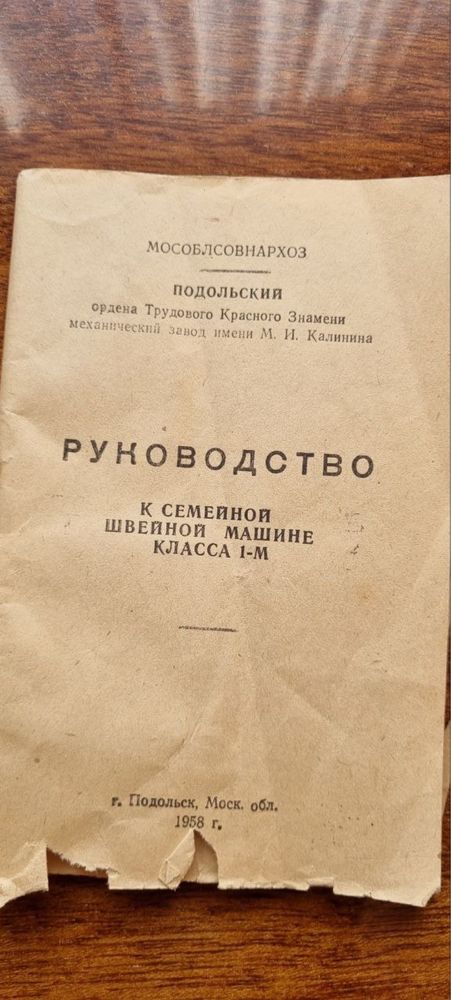 МОСОБЛСОВНАРХОЗ
ПОДОЛЬСКИЙ
ордена Трудового Красного Знамени
механический завод имени М. И. Калинина
РУКОВОДСТВО
К СЕМЕЙНОЙ
ШВЕЙНОЙ МАШИНЕ
КЛАССА 1-М
г. Подольск, Моск. обл.
1958 г.